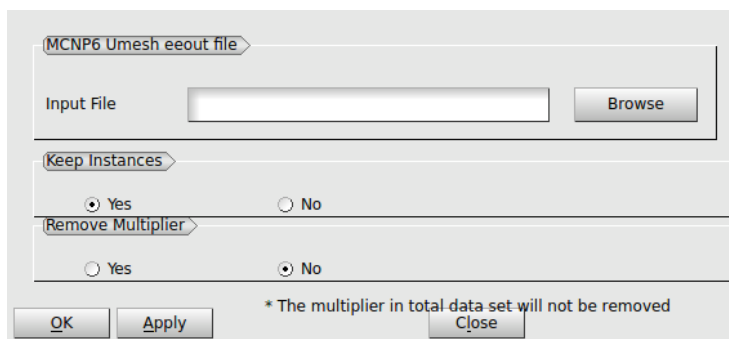 MCNP6 Umesh eeout file
Input File Browse
Keep Instances
Yes No
Remove Multiplier
Yes No
* The multiplier in total data set will not be removed
OK Apply Close